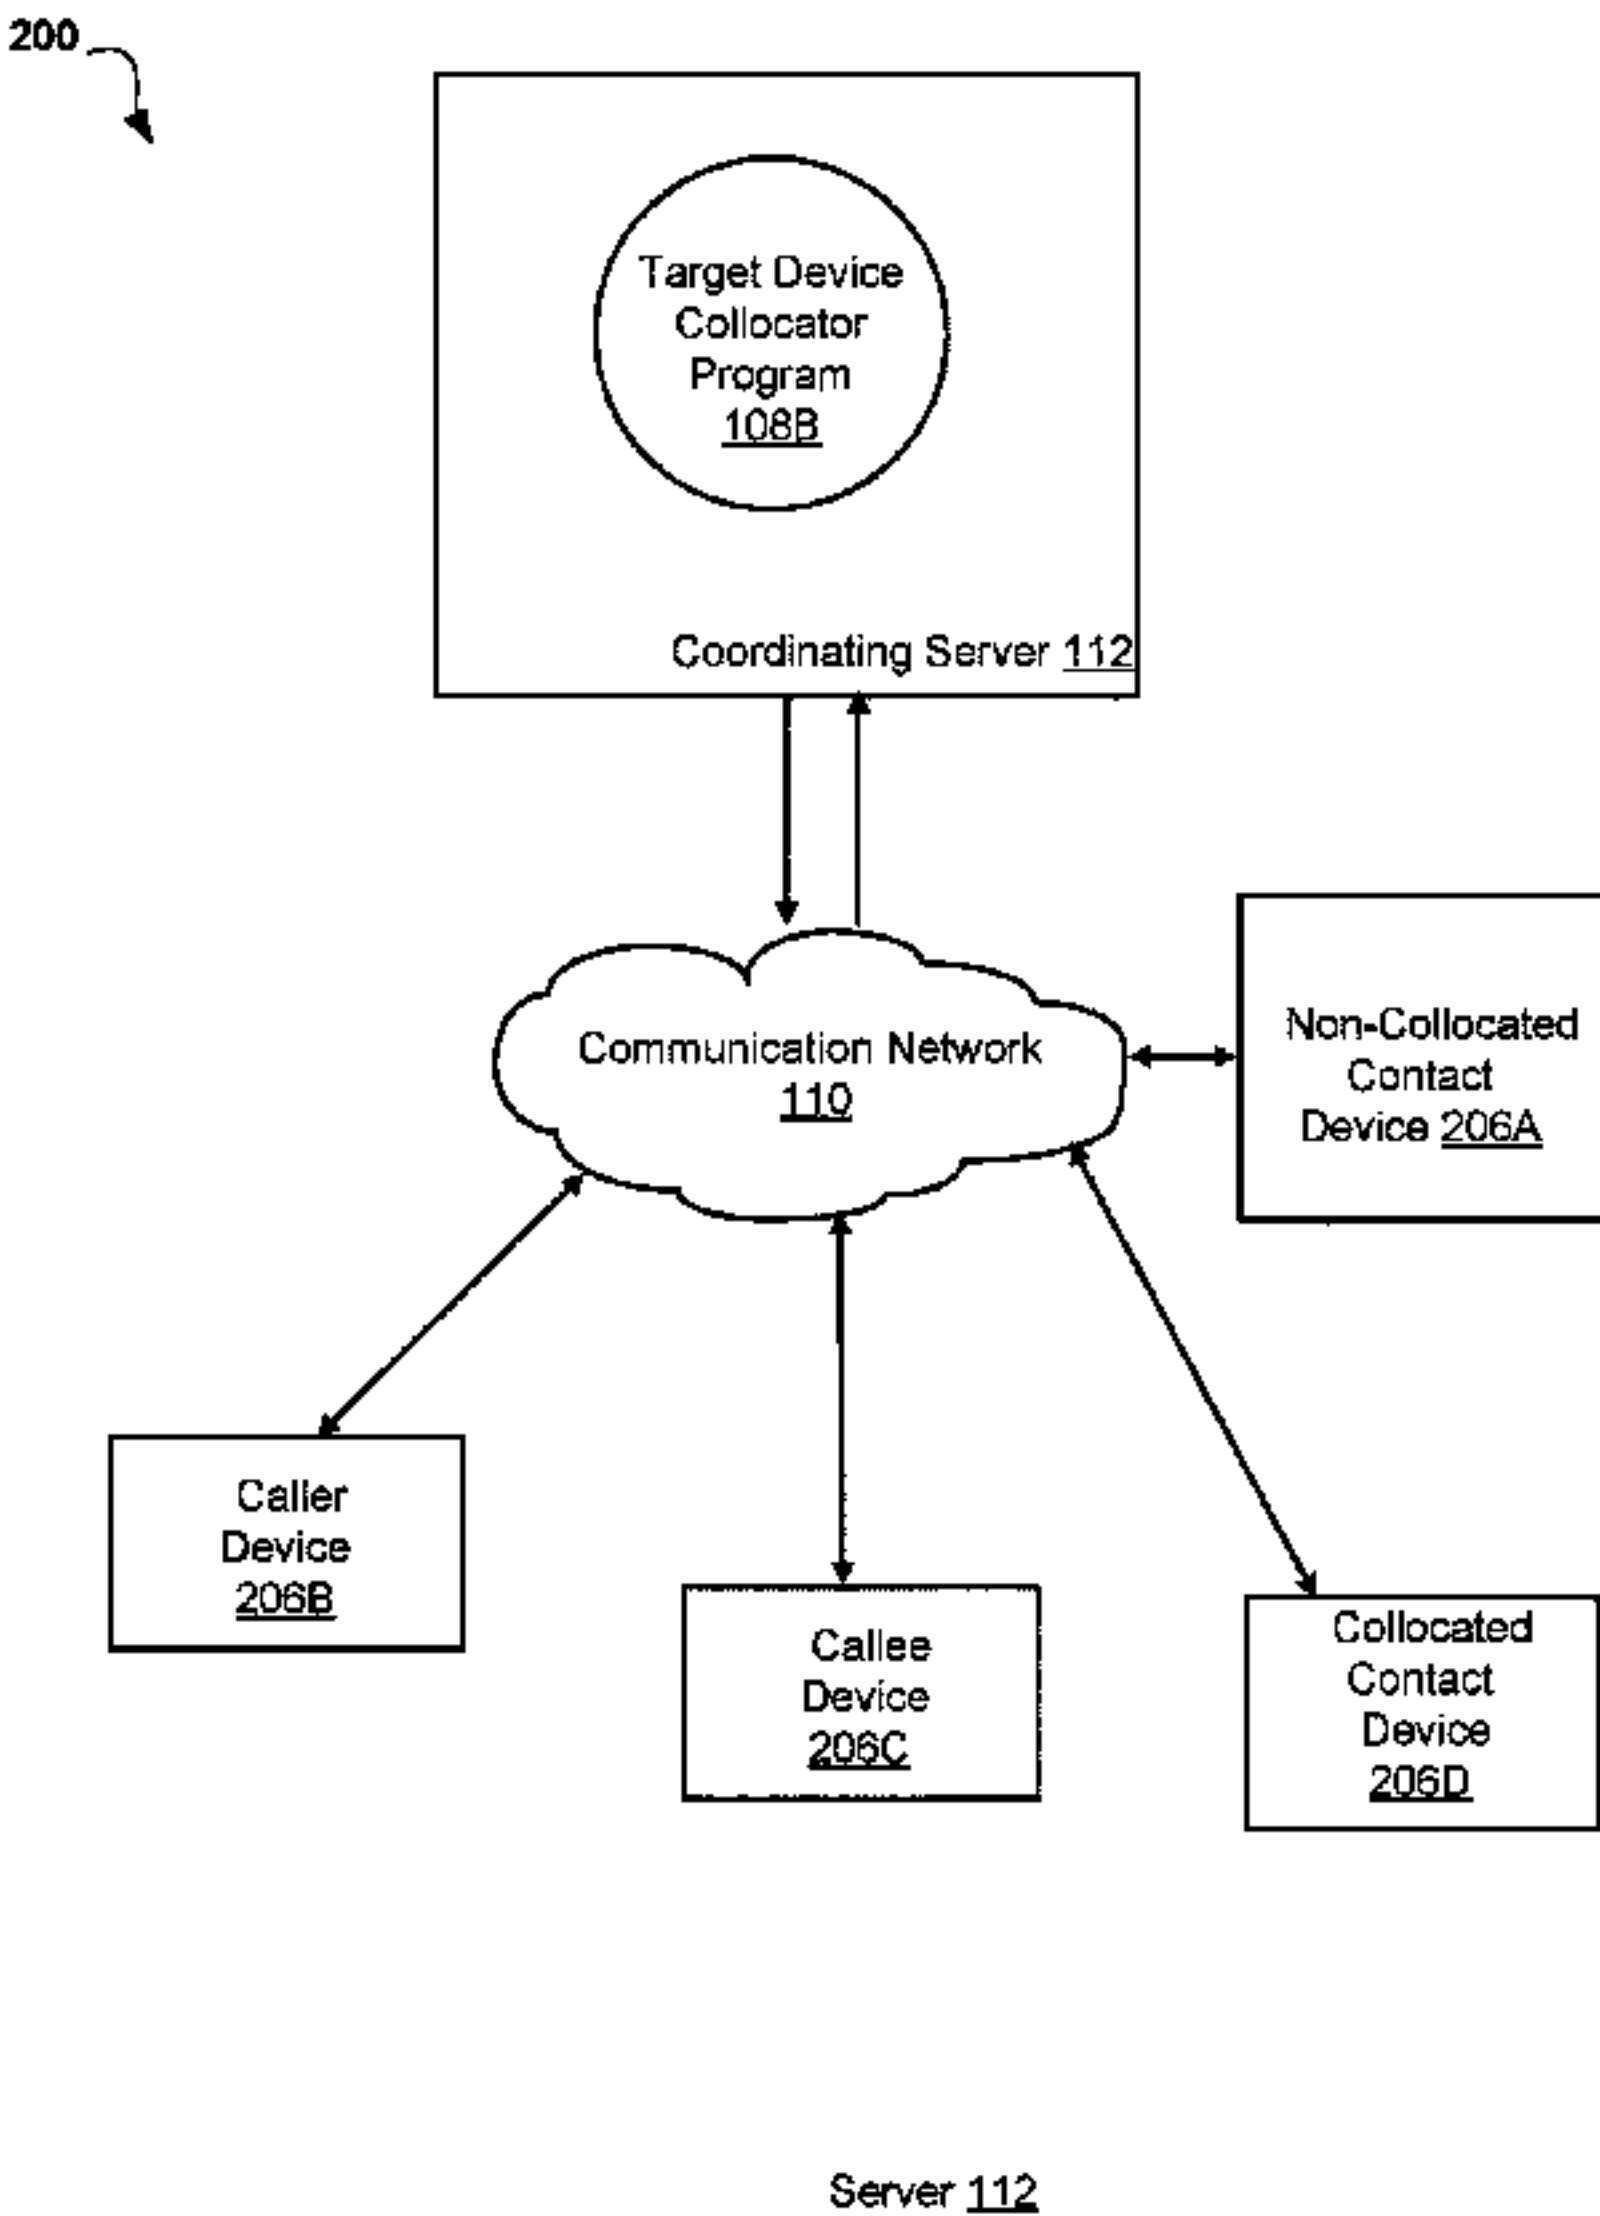 200
Target Device
Collocator
Program
108B
Coordinating Server 112
Communication Network
110
Non-Collocated
Contact
Device 206A
Caller
Device
206B
Callee
Device
206C
Collocated
Contact
Device
206D
Server 112